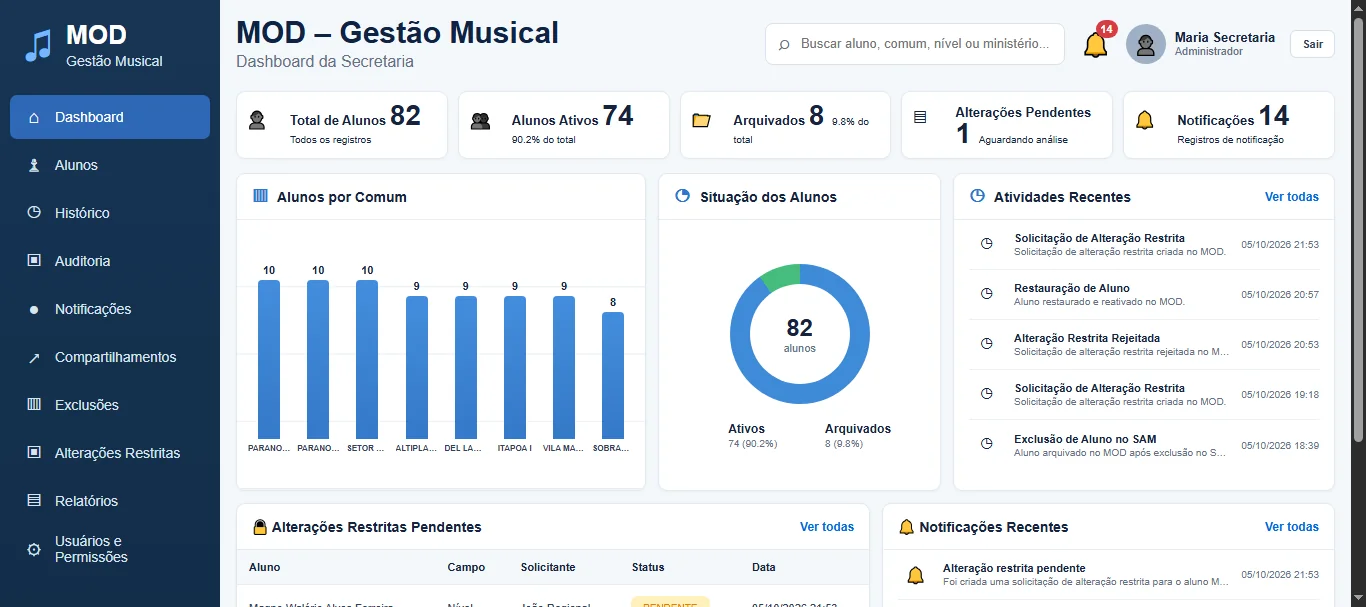 MOD
Gestão Musical
Dashboard
Alunos
Histórico
Auditoria
Notificações
Compartilhamentos
Exclusões
Alterações Restritas
Relatórios
Usuários e
Permissões
MOD – Gestão Musical
Dashboard da Secretaria
Buscar aluno, comum, nível ou ministério...
14
Maria Secretaria
Administrador
Sair
Total de Alunos 82
Todos os registros
Alunos Ativos 74
90.2% do total
Arquivados 8 9.8% do
total
Alterações Pendentes
1 Aguardando análise
Notificações 14
Registros de notificação
Alunos por Comum
10 10 10 9 9 9 9 8
PARANO... PARANO... SETOR ... ALTIPLA... DEL LA... ITAPOA I VILA MA... SOBRA...
Situação dos Alunos
82
alunos
Ativos
74 (90.2%)
Arquivados
8 (9.8%)
Atividades Recentes
Ver todas
Solicitação de Alteração Restrita
Solicitação de alteração restrita criada no MOD.
05/10/2026 21:53
Restauração de Aluno
Aluno restaurado e reativado no MOD.
05/10/2026 20:57
Alteração Restrita Rejeitada
Solicitação de alteração restrita rejeitada no M...
05/10/2026 20:53
Solicitação de Alteração Restrita
Solicitação de alteração restrita criada no MOD.
05/10/2026 19:18
Exclusão de Aluno no SAM
Aluno arquivado no MOD após exclusão no S...
05/10/2026 18:39
Alterações Restritas Pendentes
Ver todas
Aluno Campo Solicitante Status Data
Nível João Regional PENDENTE 05/10/2026 21:53
Notificações Recentes
Ver todas
Alteração restrita pendente
Foi criada uma solicitação de alteração restrita para o aluno M...
05/10/2026 21:53